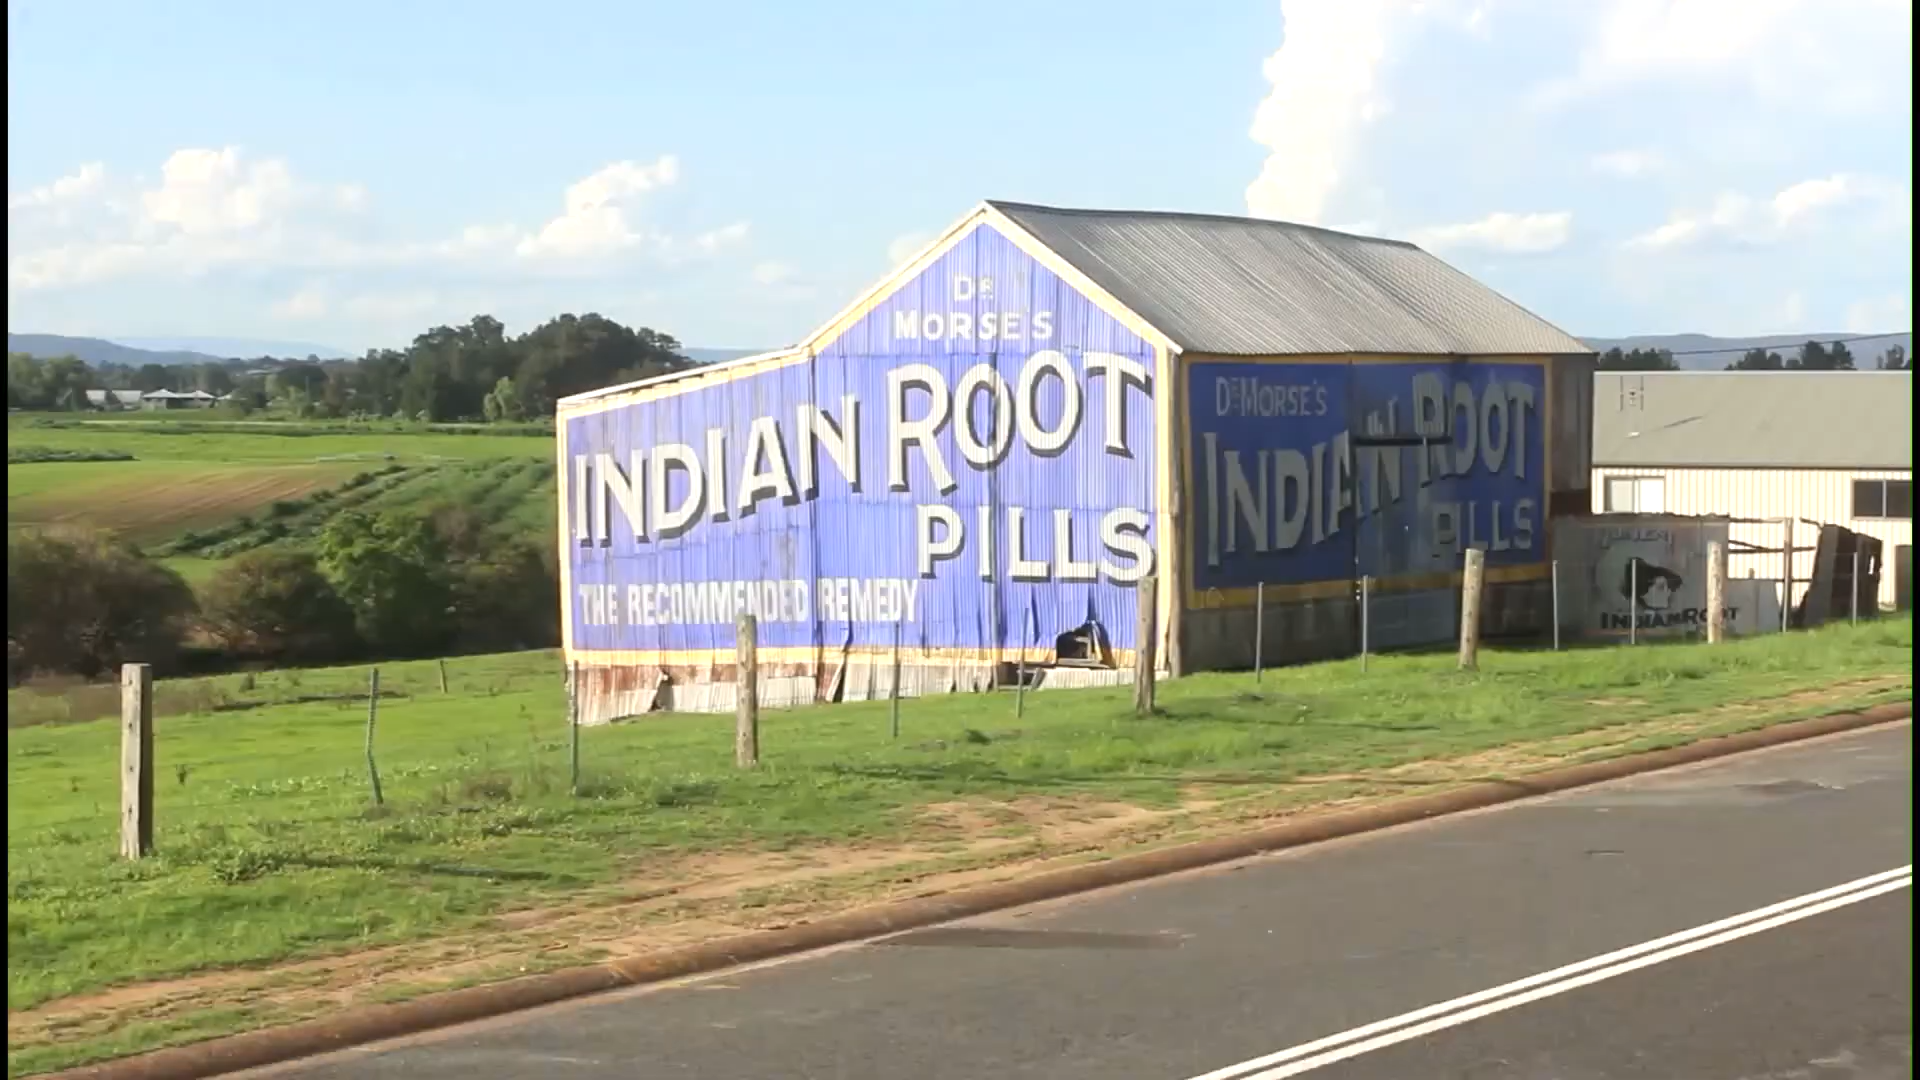 DR
MORSE'S
INDIAN ROOT
PILLS
THE RECOMMENDED REMEDY
DR MORSE'S
INDIAN ROOT
PILLS
INDIAN ROOT